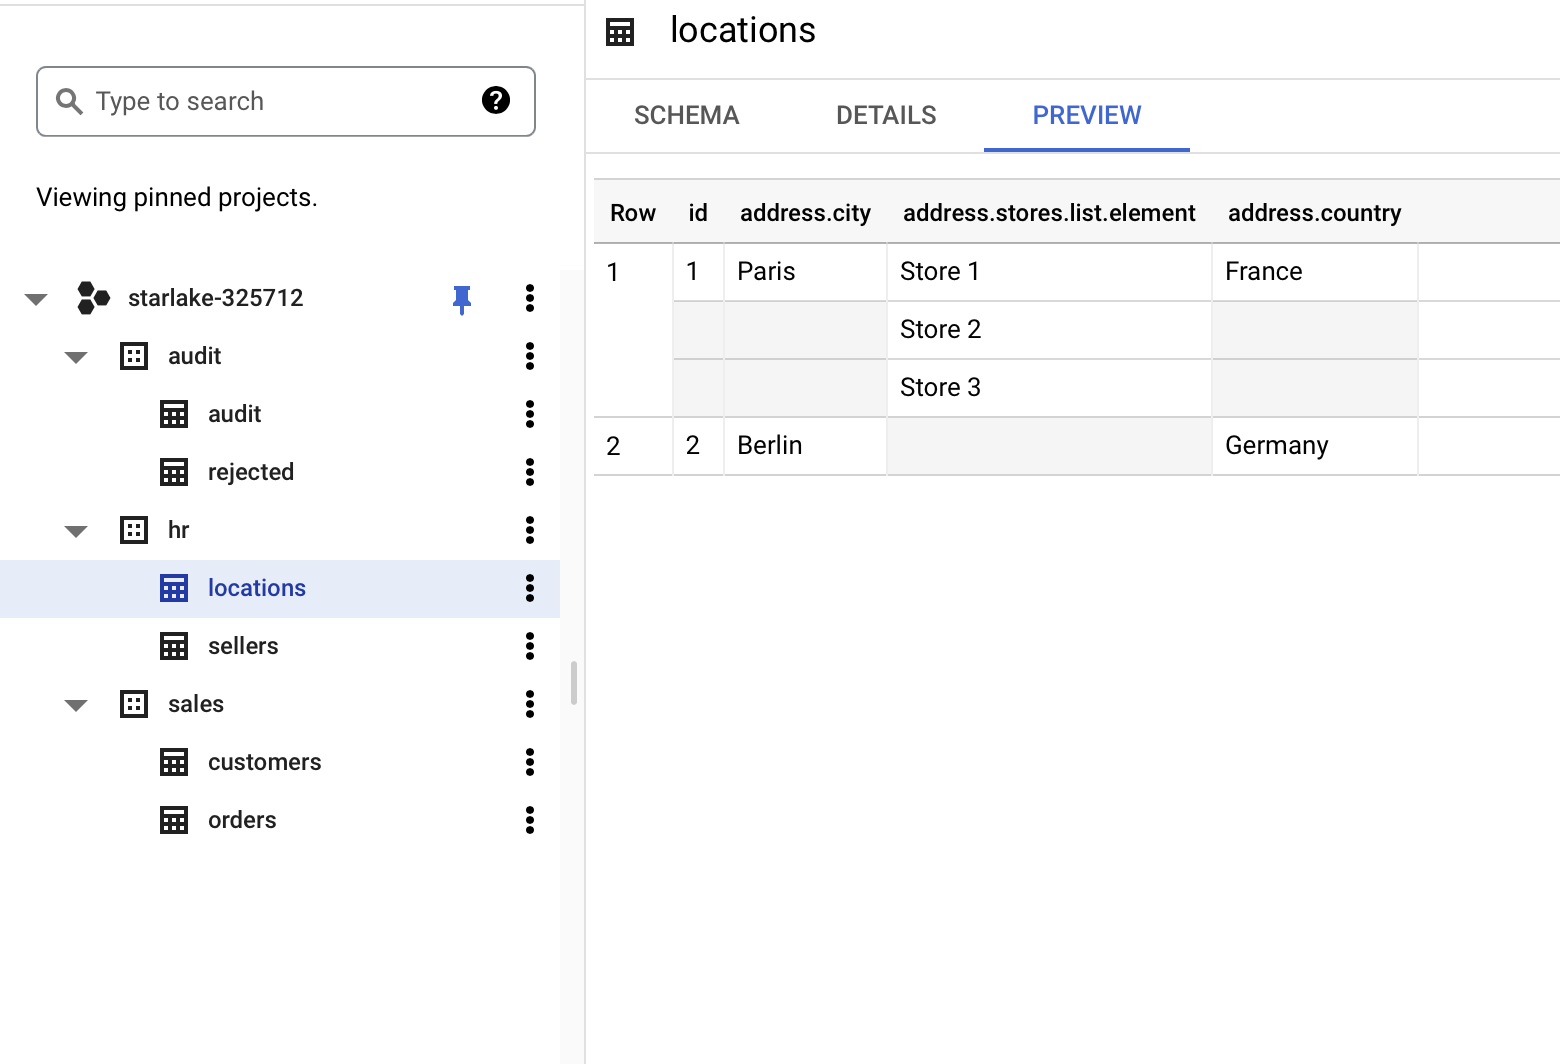 Type to search
?
Viewing pinned projects.
starlake-325712
audit
audit
rejected
hr
locations
sellers
sales
customers
orders
locations
SCHEMA DETAILS PREVIEW
Row id address.city address.stores.list.element address.country
1 1 Paris Store 1 France
Store 2
Store 3
2 2 Berlin Germany